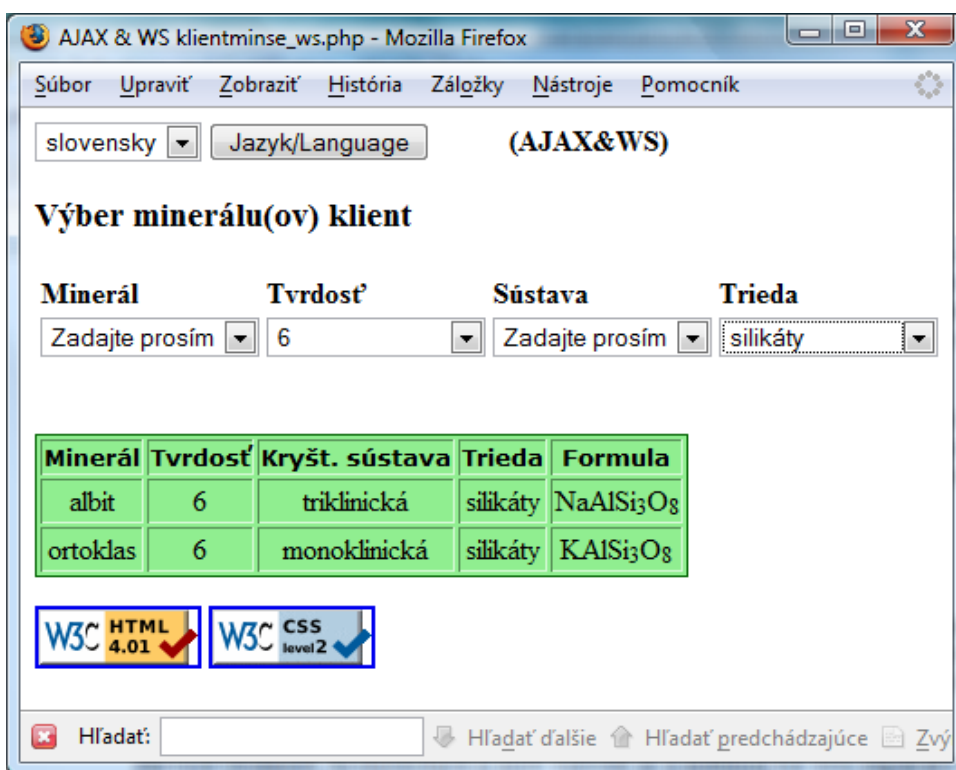 AJAX & WS klientminse_ws.php - Mozilla Firefox
Súbor Upraviť Zobraziť História Záložky Nástroje Pomocník
slovensky Jazyk/Language (AJAX&WS)
Výber minerálu(ov) klient
Minerál Tvrdosť Sústava Trieda
Zadajte prosím 6 Zadajte prosím silikáty
Minerál Tvrdosť Kryšt. sústava Trieda Formula
albit 6 triklinická silikáty NaAlSi3O8
ortoklas 6 monoklinická silikáty KAlSi3O8
W3C HTML 4.01 W3C CSS level 2
Hľadať: Hľadať ďalšie Hľadať predchádzajúce Zvý